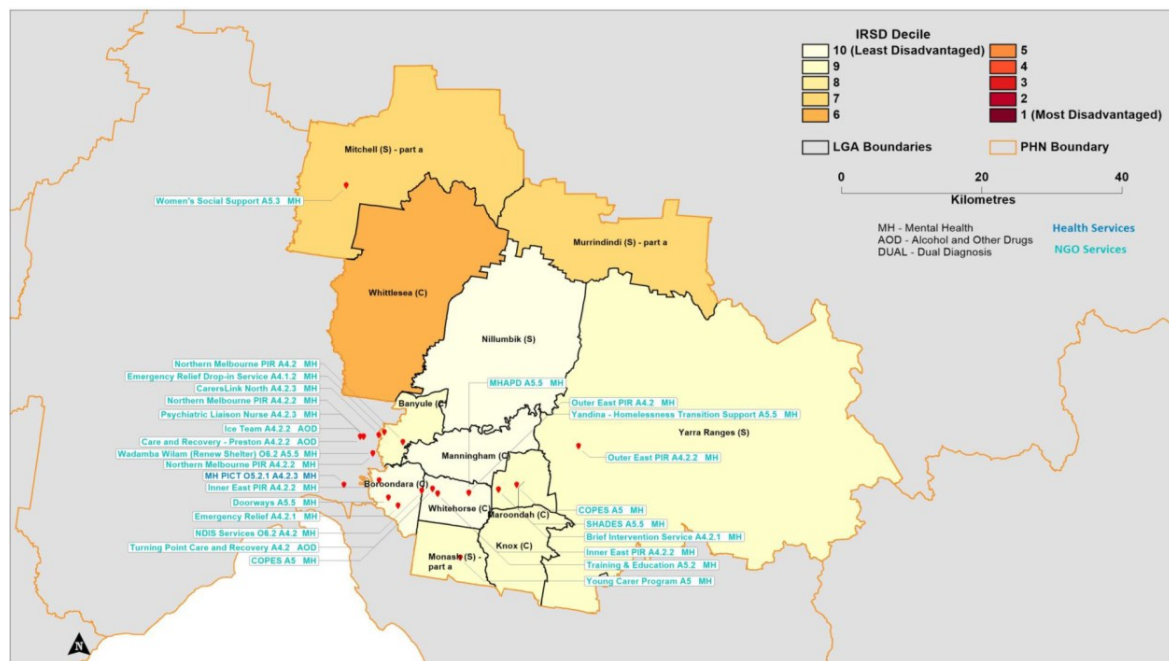 IRSD Decile
10 (Least Disadvantaged)
9
8
7
6
5
4
3
2
1 (Most Disadvantaged)
LGA Boundaries
PHN Boundary
0
20
40
Kilometres
MH - Mental Health
AOD - Alcohol and Other Drugs
DUAL - Dual Diagnosis
Health Services
NGO Services
Mitchell (S) - part a
Women's Social Support A5.3 MH
Murrindindi (S) - part a
Whittlesea (C)
Nillumbik (S)
Northern Melbourne PIR A4.2 MH
Emergency Relief Drop-in Service A4.1.2 MH
CarersLink North A4.2.3 MH
Northern Melbourne PIR A4.2.2 MH
Psychiatric Liaison Nurse A4.2.3 MH
Ice Team A4.2.2 AOD
Care and Recovery - Preston A4.2.2 AOD
Wadamba Wilam (Renew Shelter) O6.2 A5.5 MH
Northern Melbourne PIR A4.2.2 MH
MH PICT O5.2.1 A4.2.3 MH
Inner East PIR A4.2.2 MH
Doorways A5.5 MH
Emergency Relief A4.2.1 MH
NDIS Services O6.2 A4.2 MH
Turning Point Care and Recovery A4.2 AOD
COPES A5 MH
MHAPD A5.5 MH
Outer East PIR A4.2 MH
Yandina - Homelessness Transition Support A5.5 MH
Banyule (C)
Yarra Ranges (S)
Outer East PIR A4.2.2 MH
Manningham (C)
Boroondara (C)
Whitehorse (C)
Maroondah (C)
Knox (C)
Monash (S) -
part a
COPES A5 MH
SHADES A5.5 MH
Brief Intervention Service A4.2.1 MH
Inner East PIR A4.2.2 MH
Training & Education A5.2 MH
Young Carer Program A5 MH
N